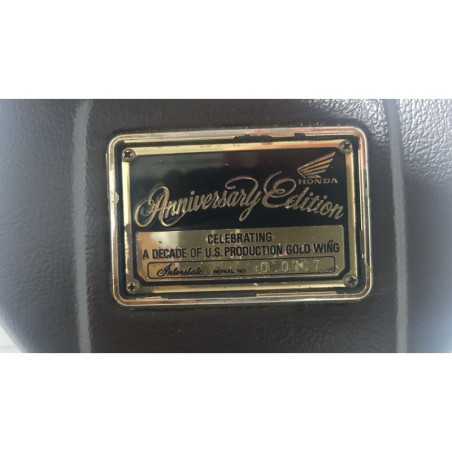 HONDA
Anniversary Edition
CELEBRATING
A DECADE OF U.S. PRODUCTION GOLD WING
Interstate SERIAL NO.